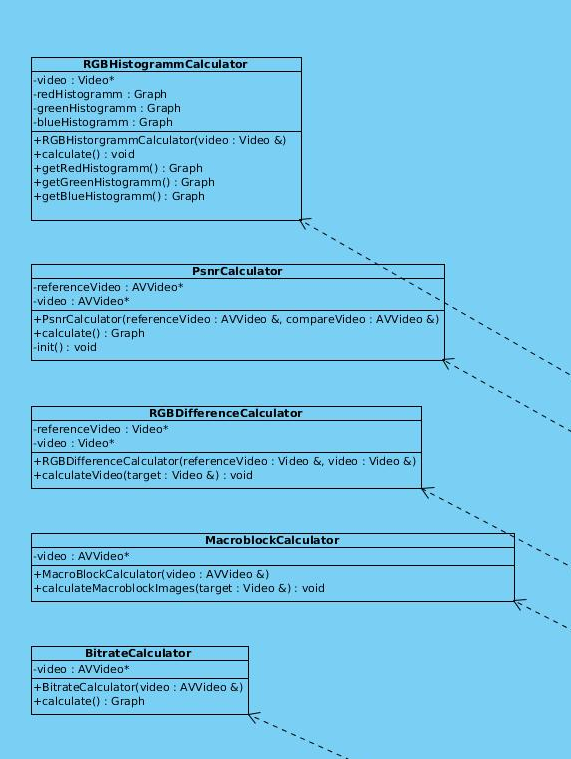 RGBHistogrammCalculator
-video : Video*
-redHistogramm : Graph
-greenHistogramm : Graph
-blueHistogramm : Graph
+RGBHistorgrammCalculator(video : Video &)
+calculate() : void
+getRedHistogramm() : Graph
+getGreenHistogramm() : Graph
+getBlueHistogramm() : Graph
PsnrCalculator
-referenceVideo : AVVideo*
-video : AVVideo*
+PsnrCalculator(referenceVideo : AVVideo &, compareVideo : AVVideo &)
+calculate() : Graph
-init() : void
RGBDifferenceCalculator
-referenceVideo : Video*
-video : Video*
+RGBDifferenceCalculator(referenceVideo : Video &, video : Video &)
+calculateVideo(target : Video &) : void
MacroblockCalculator
-video : AVVideo*
+MacroBlockCalculator(video : AVVideo &)
+calculateMacroblockImages(target : Video &) : void
BitrateCalculator
-video : AVVideo*
+BitrateCalculator(video : AVVideo &)
+calculate() : Graph